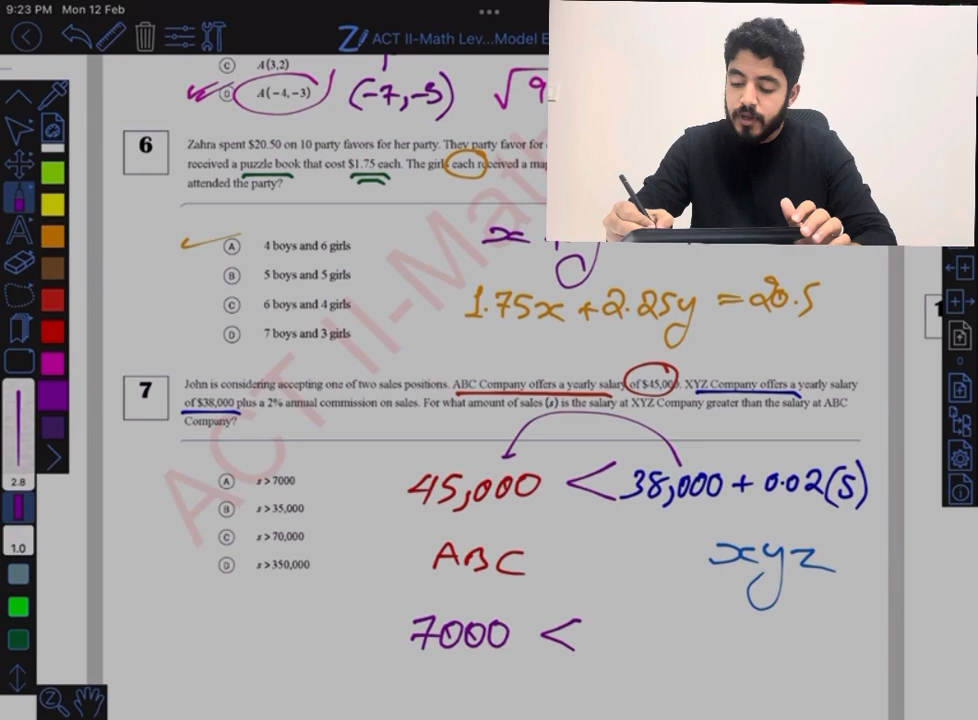 9:23 PM Mon 12 Feb
ACT II-Math Lev...Model E
C A(3,2)
D A(-4,-3) (-7,-5) √9
6
Zahra spent $20.50 on 10 party favors for her party. They party favor for
received a puzzle book that cost $1.75 each. The girls each received a
attended the party?
x
y
A 4 boys and 6 girls
B 5 boys and 5 girls
C 6 boys and 4 girls
D 7 boys and 3 girls
1.75x + 2.25y = 20.5
7
John is considering accepting one of two sales positions. ABC Company offers a yearly salary of $45,000. XYZ Company offers a yearly salary
of $38,000 plus a 2% annual commission on sales. For what amount of sales (s) is the salary at XYZ Company greater than the salary at ABC
Company?
A s > 7000
B s > 35,000
C s > 70,000
D s > 350,000
45,000 < 38,000 + 0.02(S)
ABC xyz
7000 <
ACT II-Math
2.8
1.0
0
1
Z